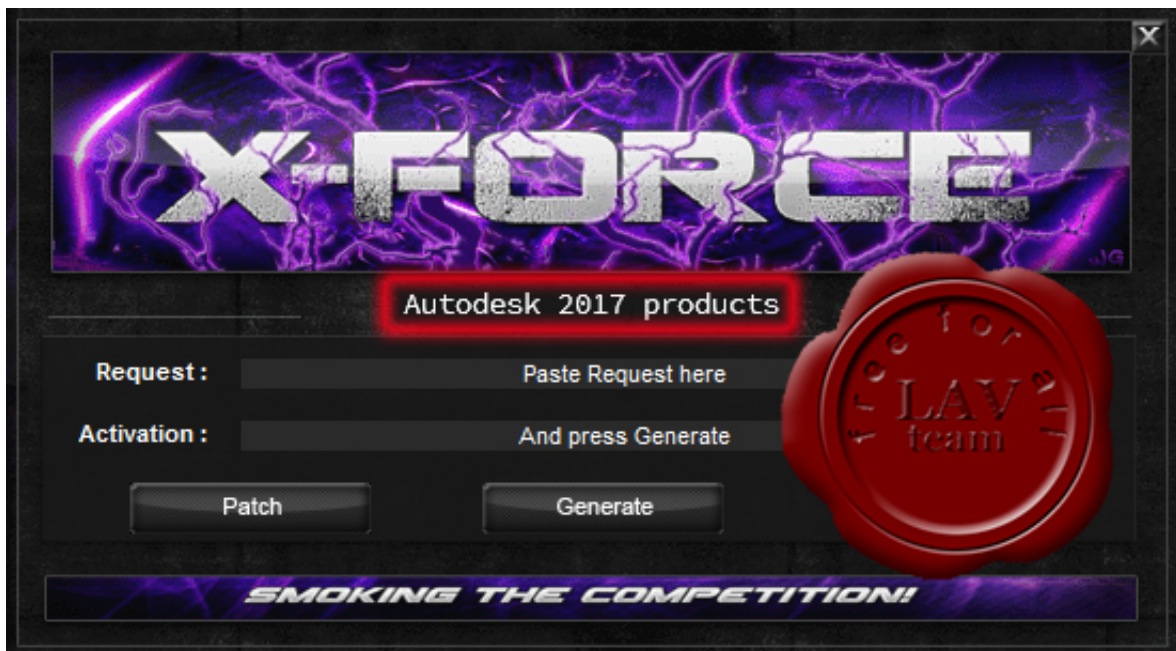 X
X-FORCE
uJG
Autodesk 2017 products
Request :
Paste Request here
Activation :
And press Generate
Patch
Generate
free for all
LAV
team
SMOKING THE COMPETITION!